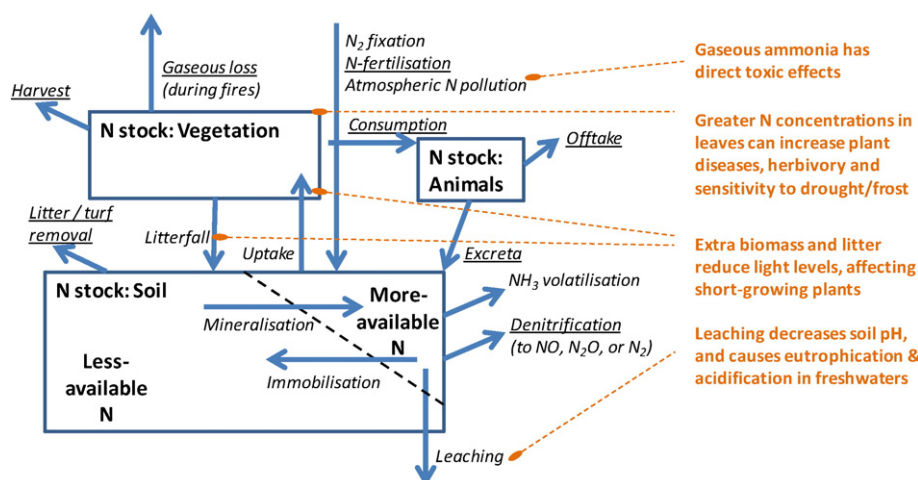 Gaseous loss
(during fires)
Harvest
N stock: Vegetation
N₂ fixation
N-fertilisation
Atmospheric N pollution
Consumption
N stock:
Animals
Offtake
Litter / turf
removal
Litterfall
Uptake
Excreta
N stock: Soil
Mineralisation
More-
available
N
Less-
available
N
Immobilisation
NH₃ volatilisation
Denitrification
(to NO, N₂O, or N₂)
Leaching
Gaseous ammonia has
direct toxic effects
Greater N concentrations in
leaves can increase plant
diseases, herbivory and
sensitivity to drought/frost
Extra biomass and litter
reduce light levels, affecting
short-growing plants
Leaching decreases soil pH,
and causes eutrophication &
acidification in freshwaters